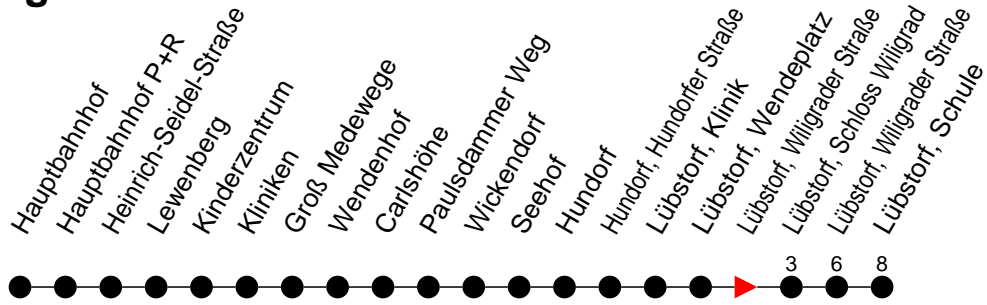 Hauptbahnhof
Hauptbahnhof P+R
Heinrich-Seidel-Straße
Lewenberg
Kinderzentrum
Kliniken
Groß Medewege
Wendenhof
Carlshöhe
Paulsdammer Weg
Wickendorf
Seehof
Hundorf
Hundorf, Hundorfer Straße
Lübstorf, Klinik
Lübstorf, Wendeplatz
Lübstorf, Wiligrader Straße
Lübstorf, Schloss Wiligrad
Lübstorf, Wiligrader Straße
Lübstorf, Schule
3 6 8